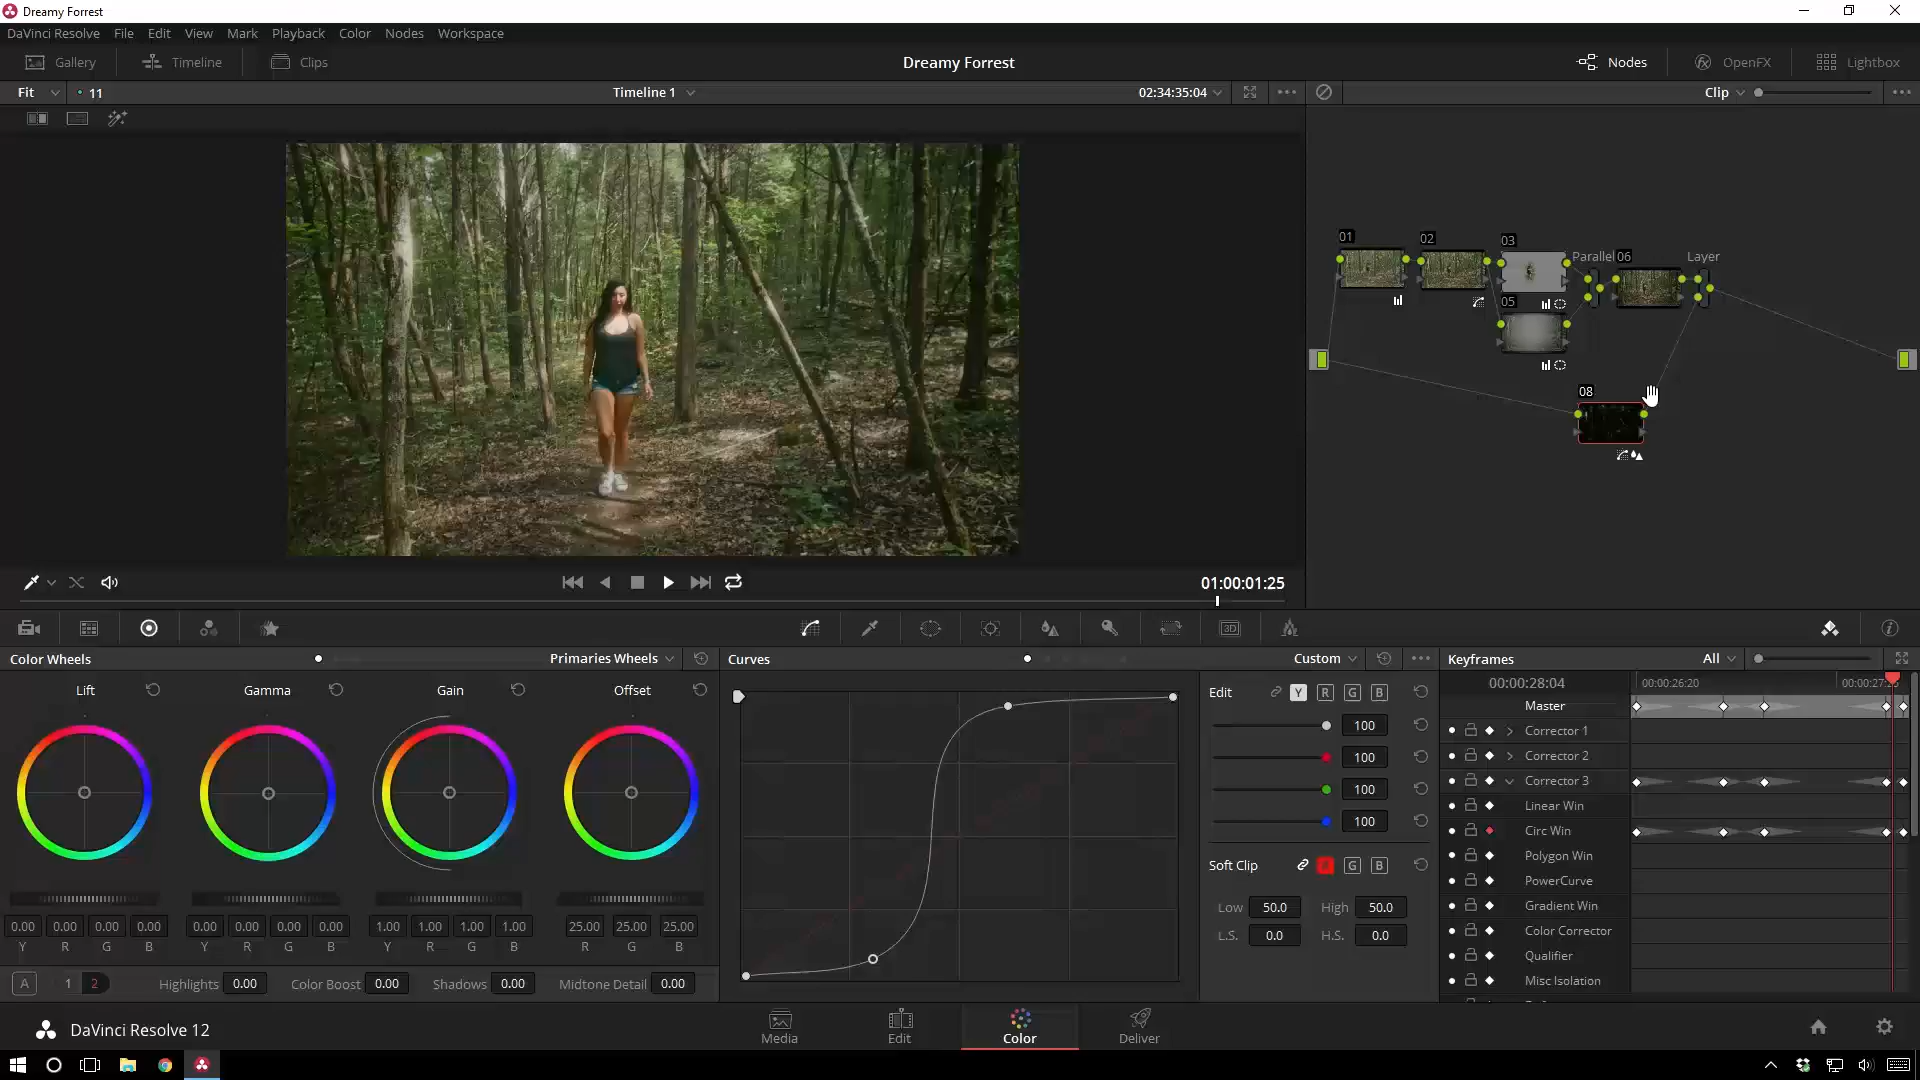 Dreamy Forrest
DaVinci Resolve File Edit View Mark Playback Color Nodes Workspace
Gallery Timeline Clips Dreamy Forrest Nodes OpenFX Lightbox
Fit 11 Timeline 1 02:34:35:04 Clip
01 02 03 Parallel 06 Layer
05
08
01:00:01:25
Color Wheels Primaries Wheels Curves Custom Keyframes All
Lift Gamma Gain Offset
Edit Y R G B
00:00:28:04 00:00:26:20 00:00:27:2
100
100
100
100
Soft Clip R G B
Low 50.0 High 50.0
L.S. 0.0 H.S. 0.0
Master
Corrector 1
Corrector 2
Corrector 3
Linear Win
Circ Win
Polygon Win
PowerCurve
Gradient Win
Color Corrector
Qualifier
Misc Isolation
0.00 0.00 0.00 0.00 0.00 0.00 0.00 0.00 1.00 1.00 1.00 1.00 25.00 25.00 25.00
Y R G B Y R G B Y R G B R G B
A 1 2 Highlights 0.00 Color Boost 0.00 Shadows 0.00 Midtone Detail 0.00
DaVinci Resolve 12 Media Edit Color Deliver
3D